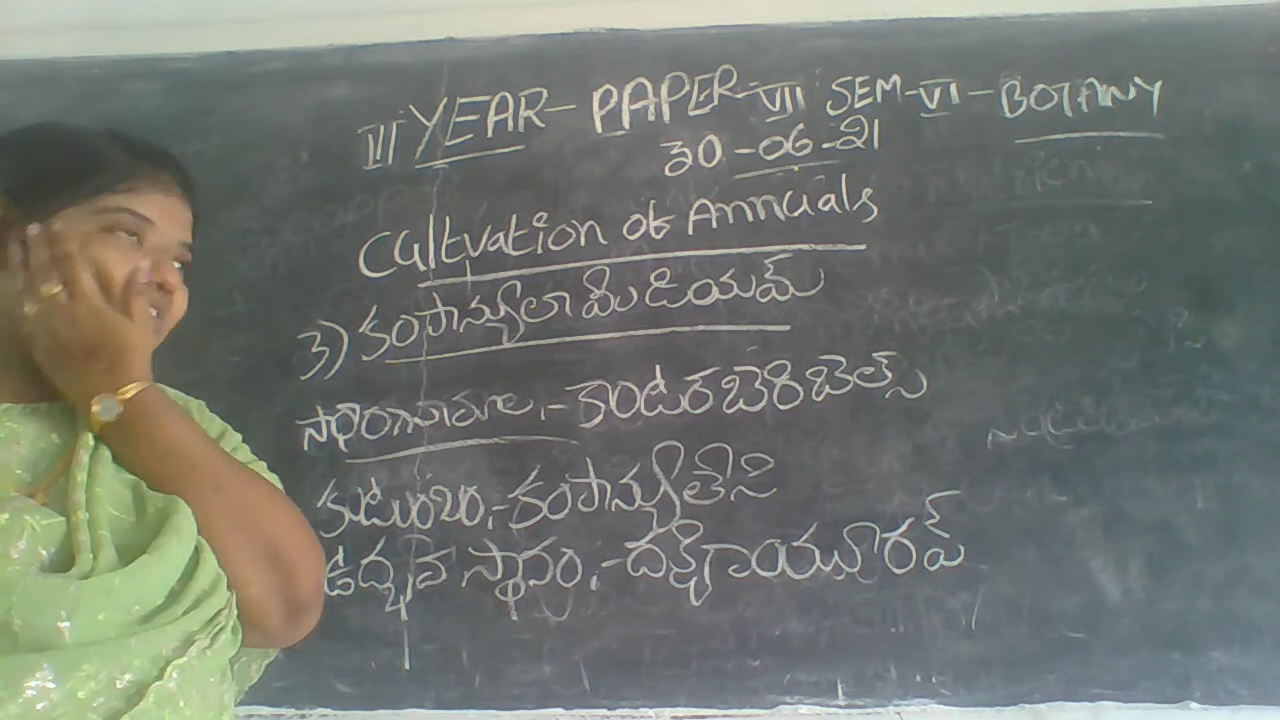 III YEAR- PAPER-VII SEM-VI-BOTANY
30-06-21
Cultvation of Annuals
3) కంపాన్యులా మీడియమ్
కాంటరబెరిబెల్స్
కుటుంబం:-కంపాన్యులేసి
ఉద్భవ స్థానం:-దక్షిణాయూరప్